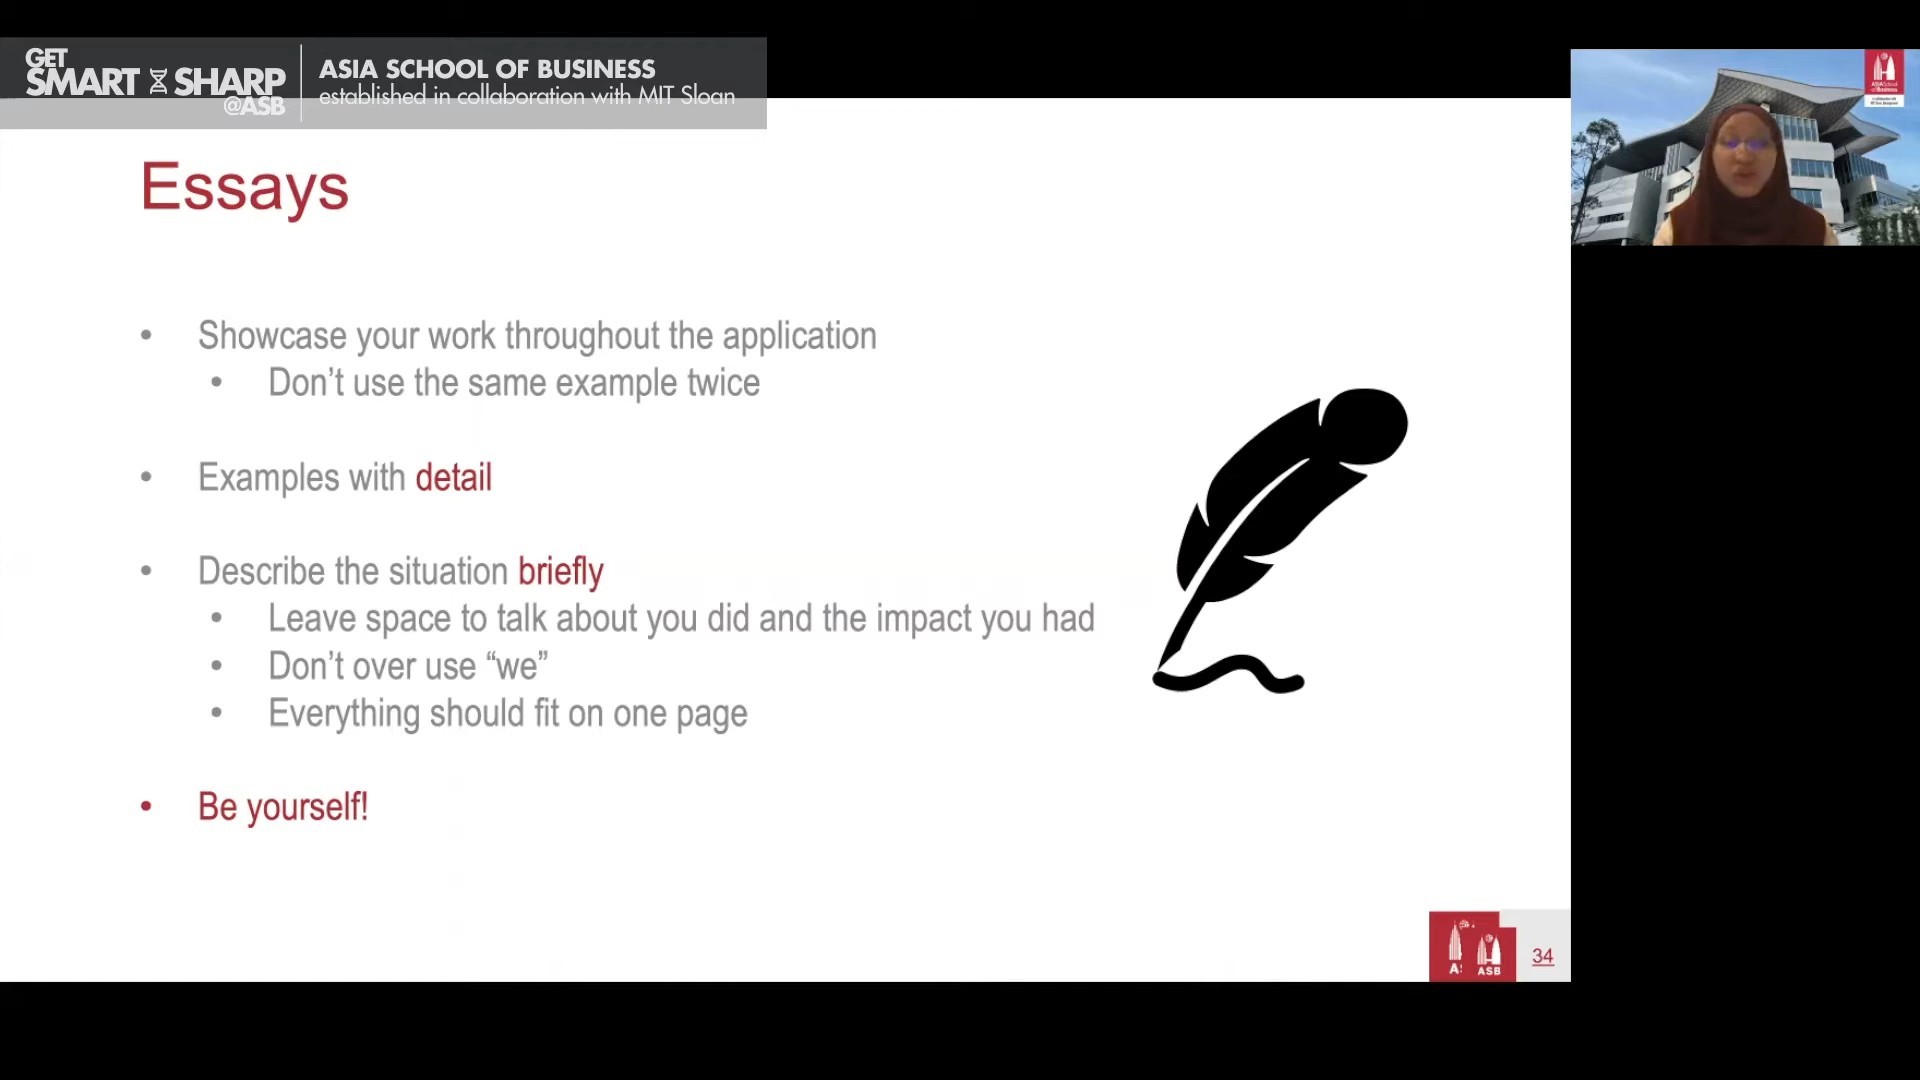 GET
SMART SHARP
@ASB
ASIA SCHOOL OF BUSINESS
established in collaboration with MIT Sloan
Essays
• Showcase your work throughout the application
• Don’t use the same example twice
• Examples with detail
• Describe the situation briefly
• Leave space to talk about you did and the impact you had
• Don’t over use “we”
• Everything should fit on one page
• Be yourself!
ASB
34